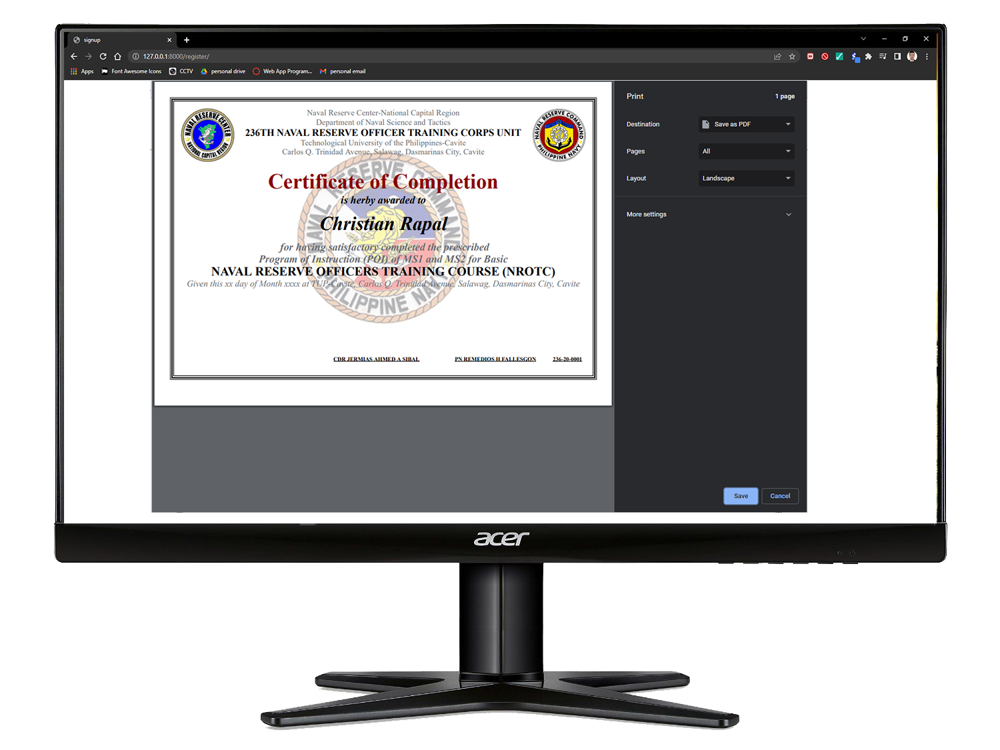 signup
127.0.0.1:8000/register/
Apps Font Awesome Icons CCTV personal drive Web App Program... personal email
NAVAL RESERVE CENTER
NATIONAL CAPITAL REGION
Naval Reserve Center-National Capital Region
Department of Naval Science and Tactics
236TH NAVAL RESERVE OFFICER TRAINING CORPS UNIT
Technological University of the Philippines-Cavite
Carlos Q. Trinidad Avenue, Salawag, Dasmarinas City, Cavite
NAVAL RESERVE COMMAND
PHILIPPINE NAVY
Certificate of Completion
is herby awarded to
Christian Rapal
for having satisfactory completed the prescribed
Program of Instruction (POI) of MS1 and MS2 for Basic
NAVAL RESERVE OFFICERS TRAINING COURSE (NROTC)
Given this xx day of Month xxxx at TUP-Cavite, Carlos Q. Trinidad Avenue, Salawag, Dasmarinas City, Cavite
NAVAL RESERVE COMMAND
PHILIPPINE NAVY
CDR JERMIAS AHMED A SIBAL PN REMEDIOS H FALLESGON 236-20-0001
Print 1 page
Destination Save as PDF
Pages All
Layout Landscape
More settings
Save Cancel
acer